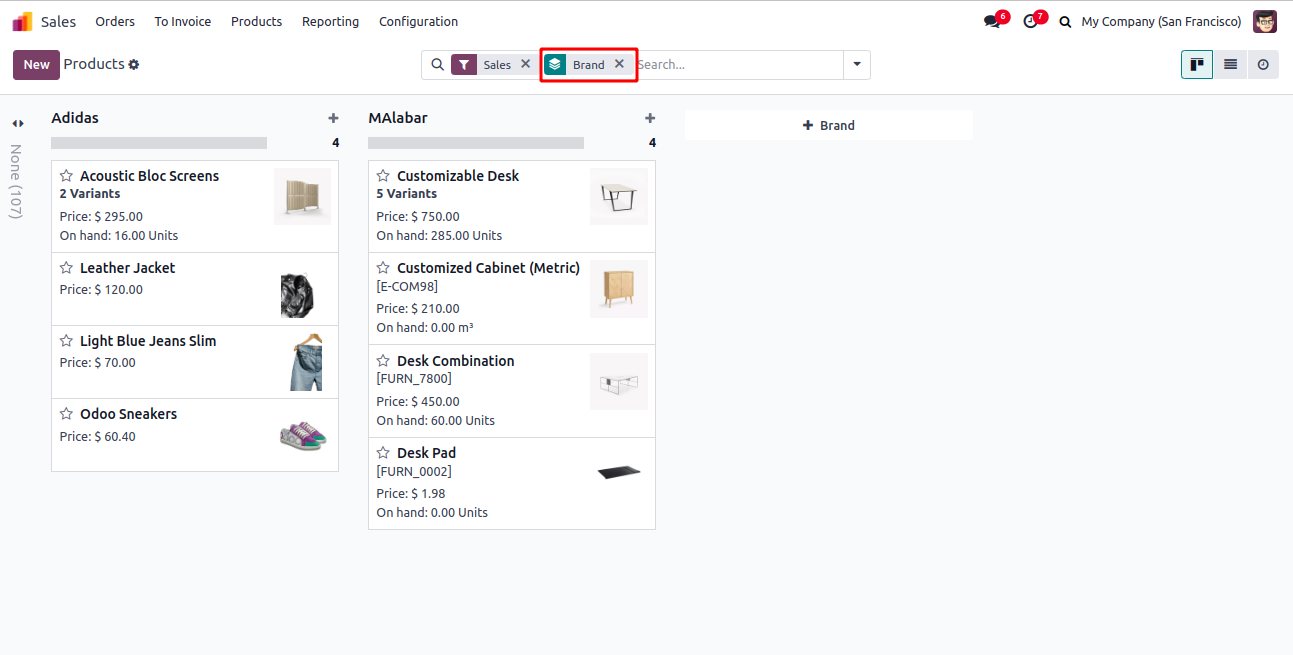 Sales Orders To Invoice Products Reporting Configuration 6 7 My Company (San Francisco)
New Products Sales Brand Search...
None (107)
Adidas
4
Acoustic Bloc Screens
2 Variants
Price: $ 295.00
On hand: 16.00 Units
Leather Jacket
Price: $ 120.00
Light Blue Jeans Slim
Price: $ 70.00
Odoo Sneakers
Price: $ 60.40
MAlabar
4
Customizable Desk
5 Variants
Price: $ 750.00
On hand: 285.00 Units
Customized Cabinet (Metric)
[E-COM98]
Price: $ 210.00
On hand: 0.00 m³
Desk Combination
[FURN_7800]
Price: $ 450.00
On hand: 60.00 Units
Desk Pad
[FURN_0002]
Price: $ 1.98
On hand: 0.00 Units
Brand